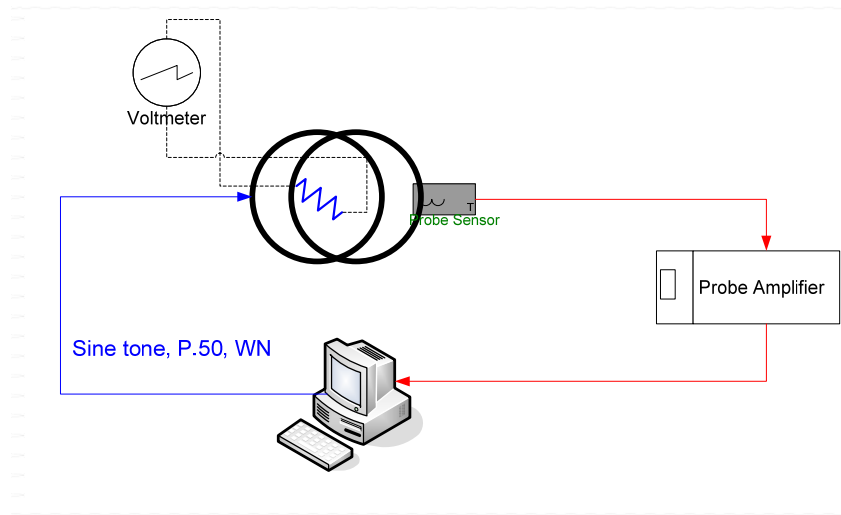 Voltmeter
T
Probe Sensor
Probe Amplifier
Sine tone, P.50, WN